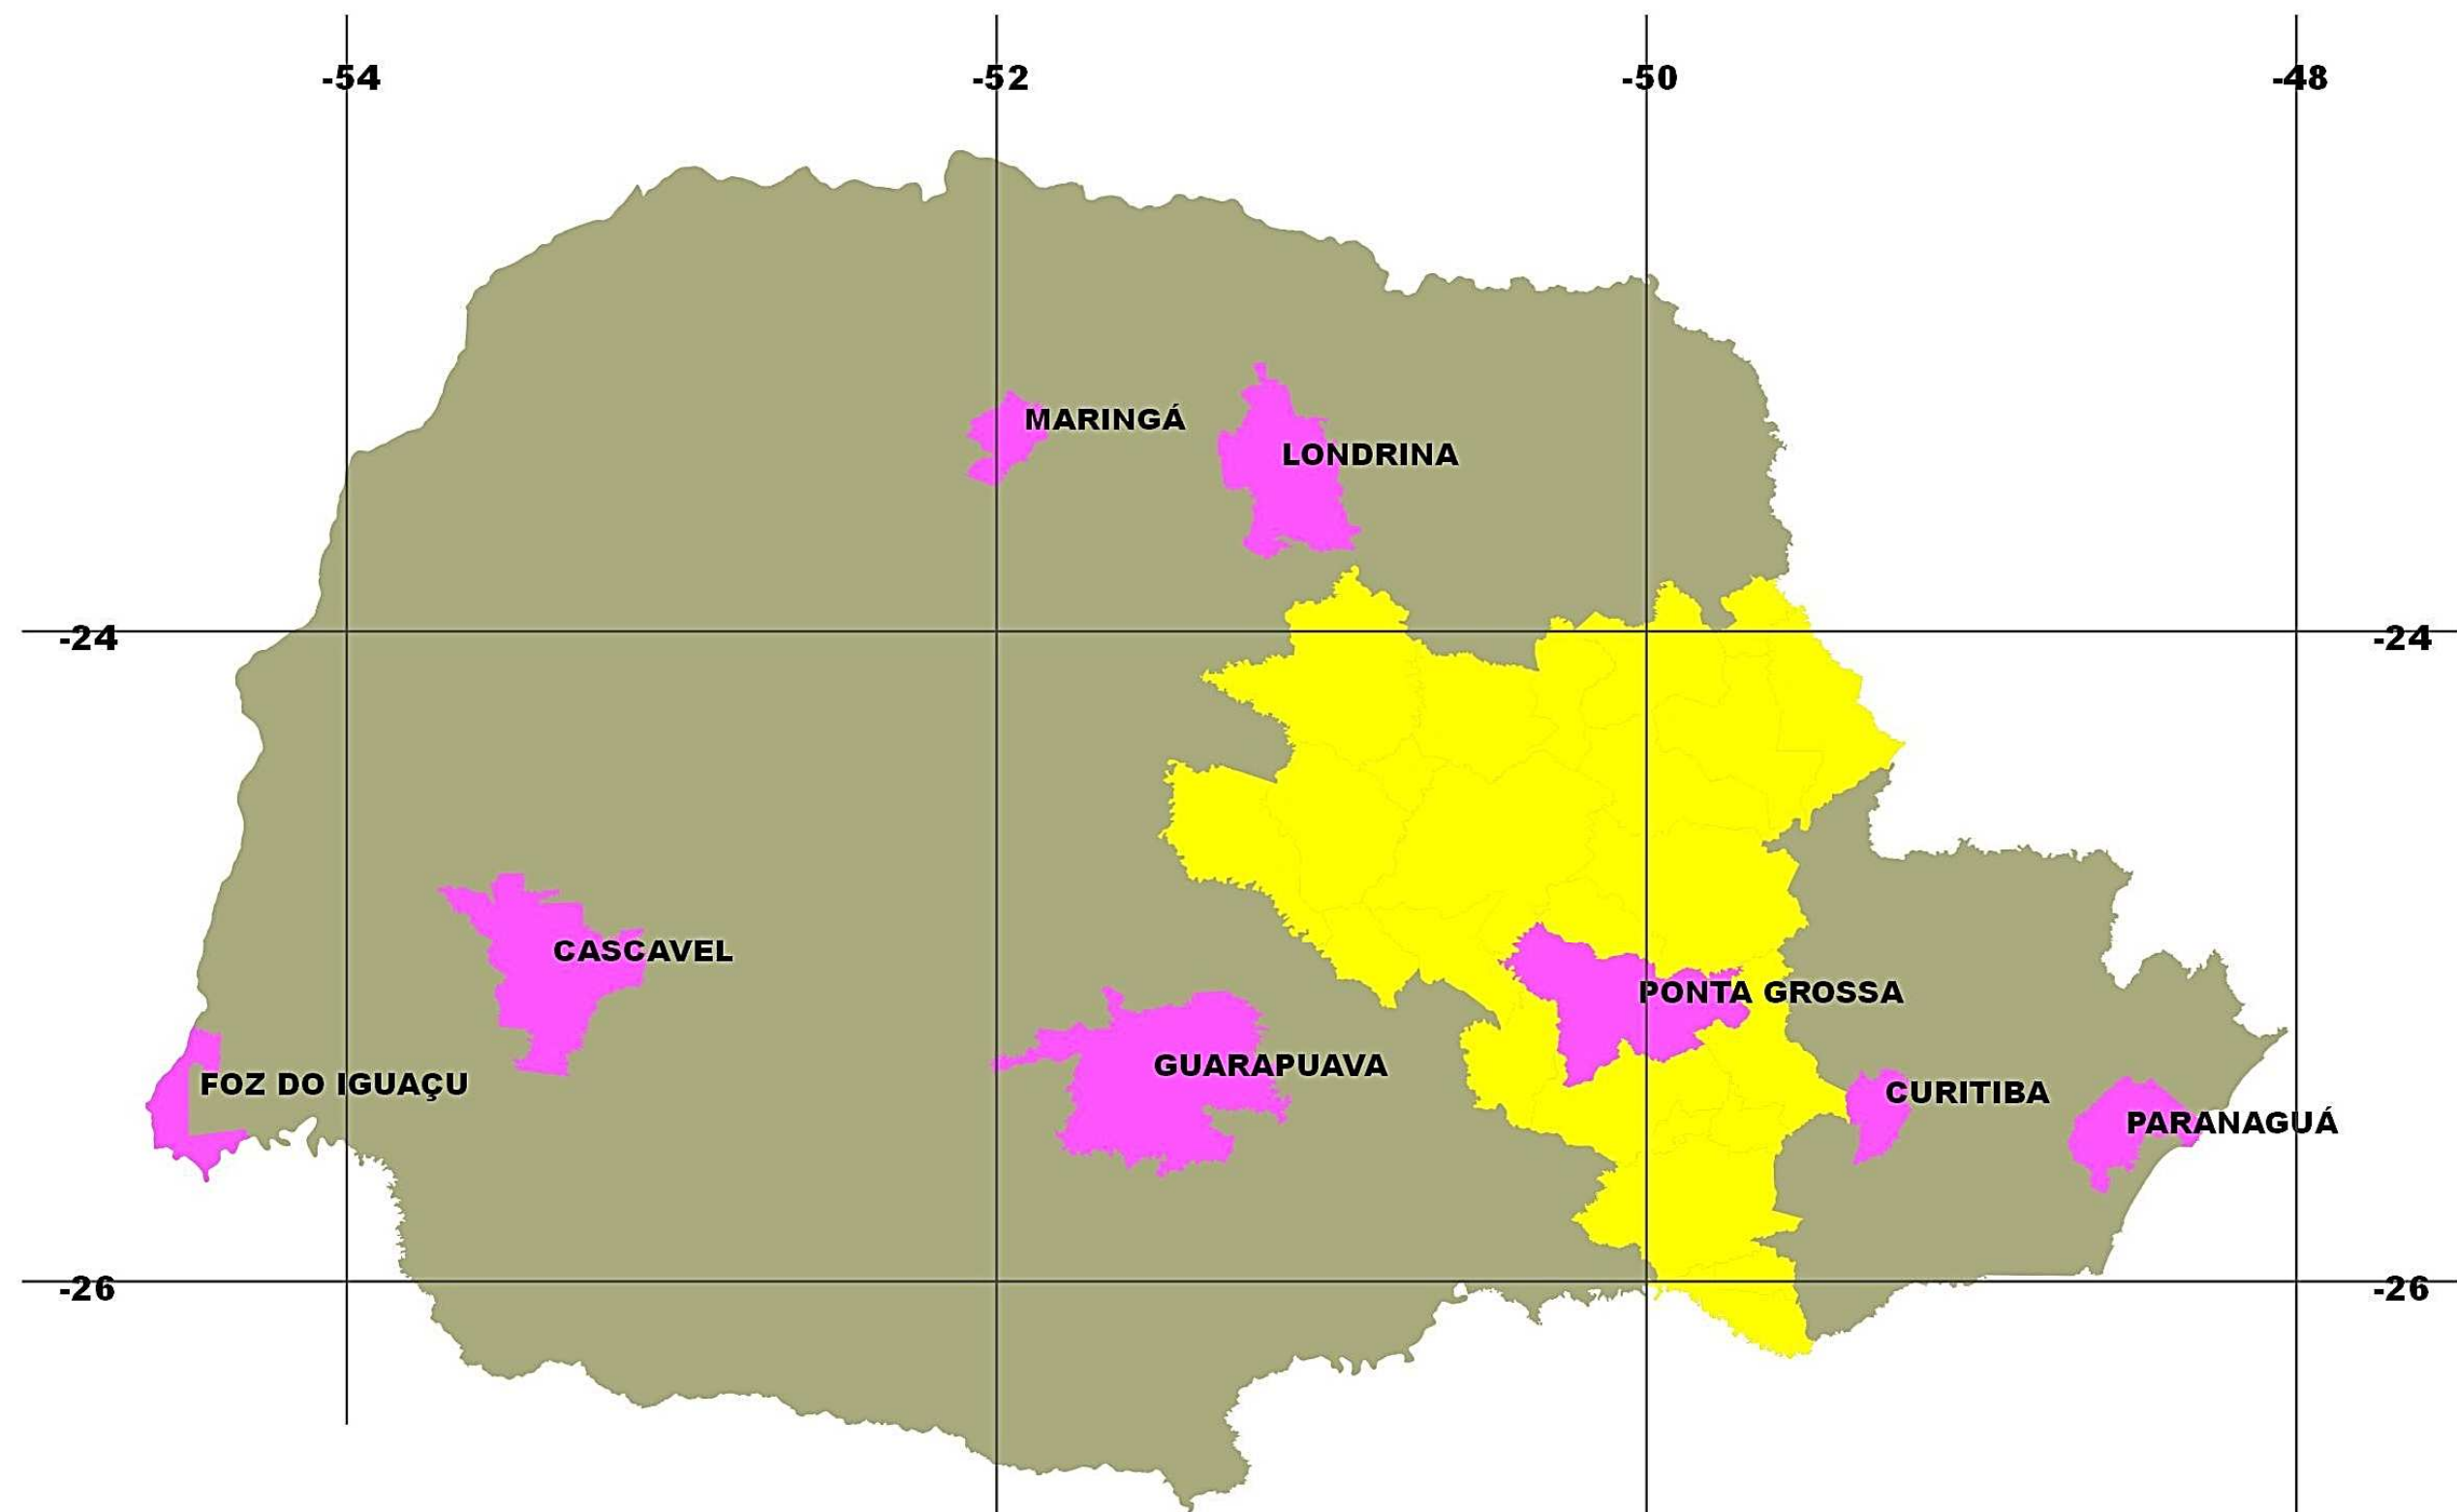 -54
-52
-50
-48
MARINGÁ
LONDRINA
-24
-24
CASCAVEL
PONTA GROSSA
GUARAPUAVA
FOZ DO IGUAÇU
CURITIBA
PARANAGUÁ
-26
-26